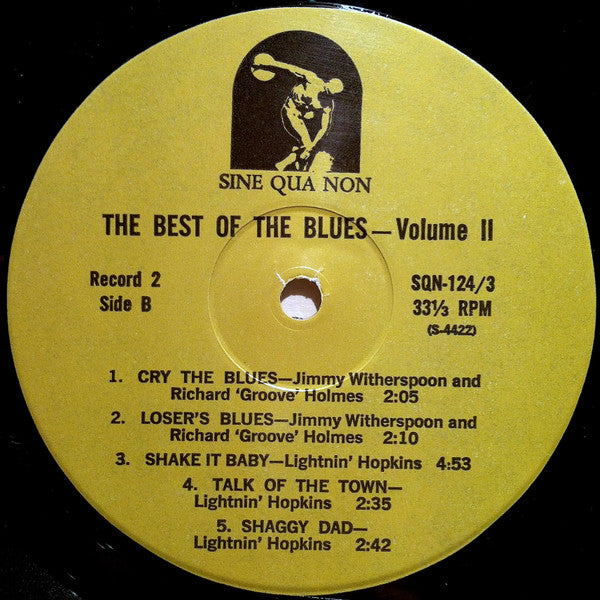 SINE QUA NON
THE BEST OF THE BLUES—Volume II
Record 2
Side B
SQN-124/3
33⅓ RPM
(S-4422)
1. CRY THE BLUES—Jimmy Witherspoon and
Richard 'Groove' Holmes 2:05
2. LOSER'S BLUES—Jimmy Witherspoon and
Richard 'Groove' Holmes 2:10
3. SHAKE IT BABY—Lightnin' Hopkins 4:53
4. TALK OF THE TOWN—
Lightnin' Hopkins 2:35
5. SHAGGY DAD—
Lightnin' Hopkins 2:42